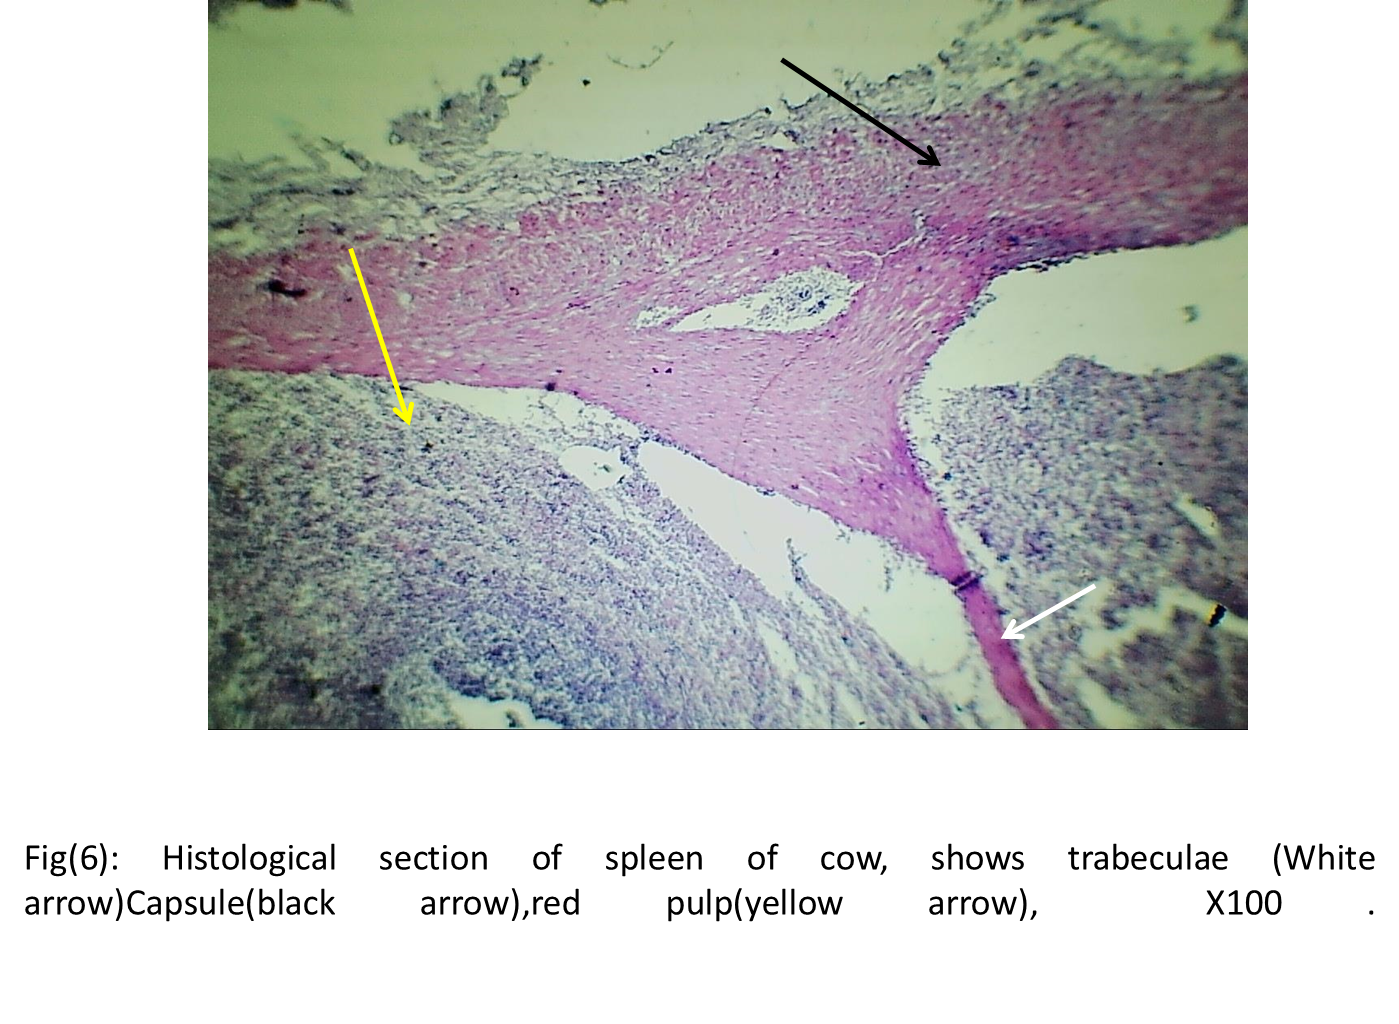 Fig(6): Histological section of spleen of cow, shows trabeculae (White
arrow)Capsule(black arrow),red pulp(yellow arrow), X100 .